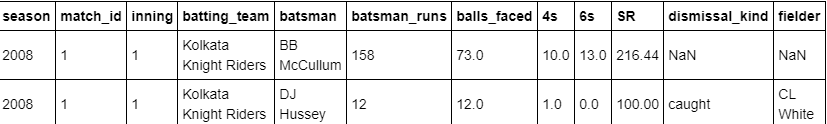 season match_id inning batting_team batsman batsman_runs balls_faced 4s 6s SR dismissal_kind fielder
2008 1 1 Kolkata Knight Riders BB McCullum 158 73.0 10.0 13.0 216.44 NaN NaN
2008 1 1 Kolkata Knight Riders DJ Hussey 12 12.0 1.0 0.0 100.00 caught CL White